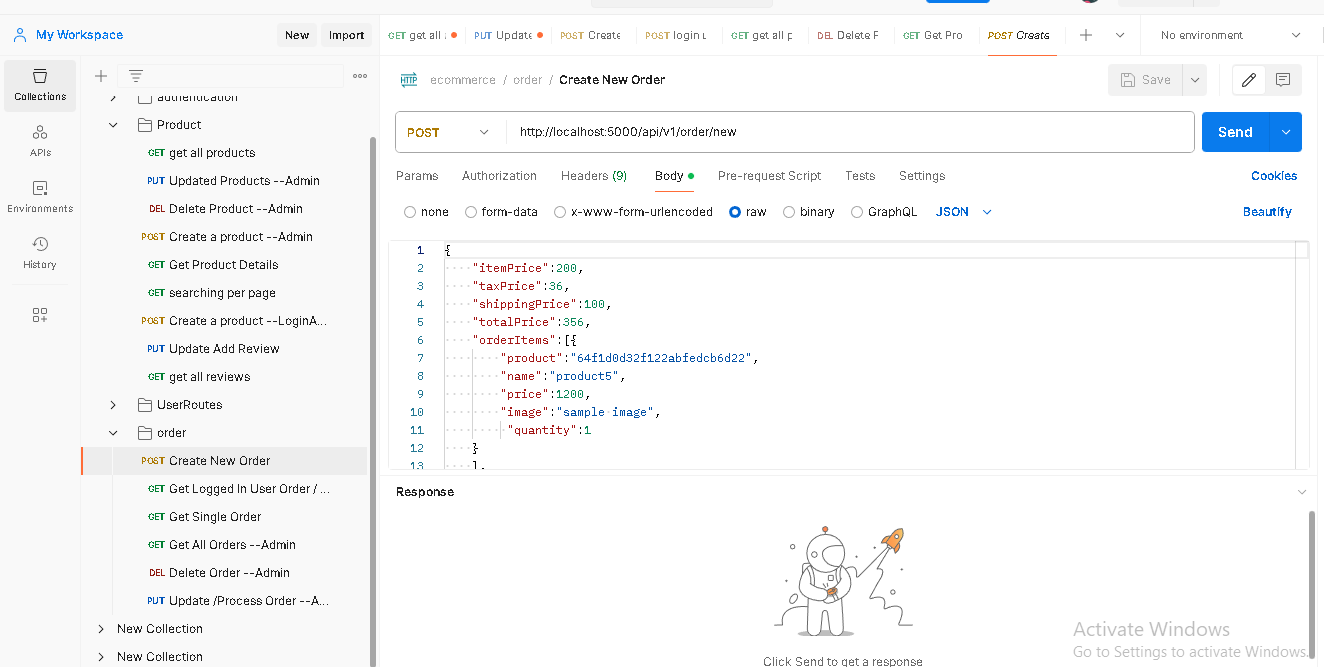 My Workspace
New
Import
GET get all
PUT Update
POST Create
POST login u
GET get all p
DEL Delete P
GET Get Pro
POST Create
No environment
Collections
APIs
Environments
History
authentication
Product
GET get all products
PUT Updated Products --Admin
DEL Delete Product --Admin
POST Create a product --Admin
GET Get Product Details
GET searching per page
POST Create a product --LoginA...
PUT Update Add Review
GET get all reviews
UserRoutes
order
POST Create New Order
GET Get Logged In User Order / ...
GET Get Single Order
GET Get All Orders --Admin
DEL Delete Order --Admin
PUT Update /Process Order --A...
New Collection
New Collection
HTTP ecommerce / order / Create New Order
Save
POST http://localhost:5000/api/v1/order/new
Send
Params Authorization Headers (9) Body Pre-request Script Tests Settings Cookies
none form-data x-www-form-urlencoded raw binary GraphQL JSON Beautify
1 {
2 "itemPrice":200,
3 "taxPrice":36,
4 "shippingPrice":100,
5 "totalPrice":356,
6 "orderItems":[{
7 "product":"64f1d0d32f122abfedcb6d22",
8 "name":"product5",
9 "price":1200,
10 "image":"sample image",
11 "quantity":1
12 }
13 ],
Response
Click Send to get a response
Activate Windows
Go to Settings to activate Windows.